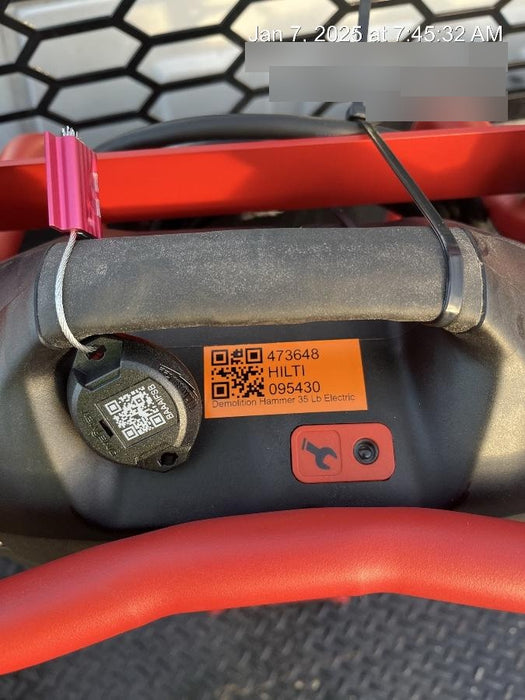 Jan 7, 2025 at 7:45:32 AM
473648
HILTI
095430
Demolition Hammer 35 Lb Electric